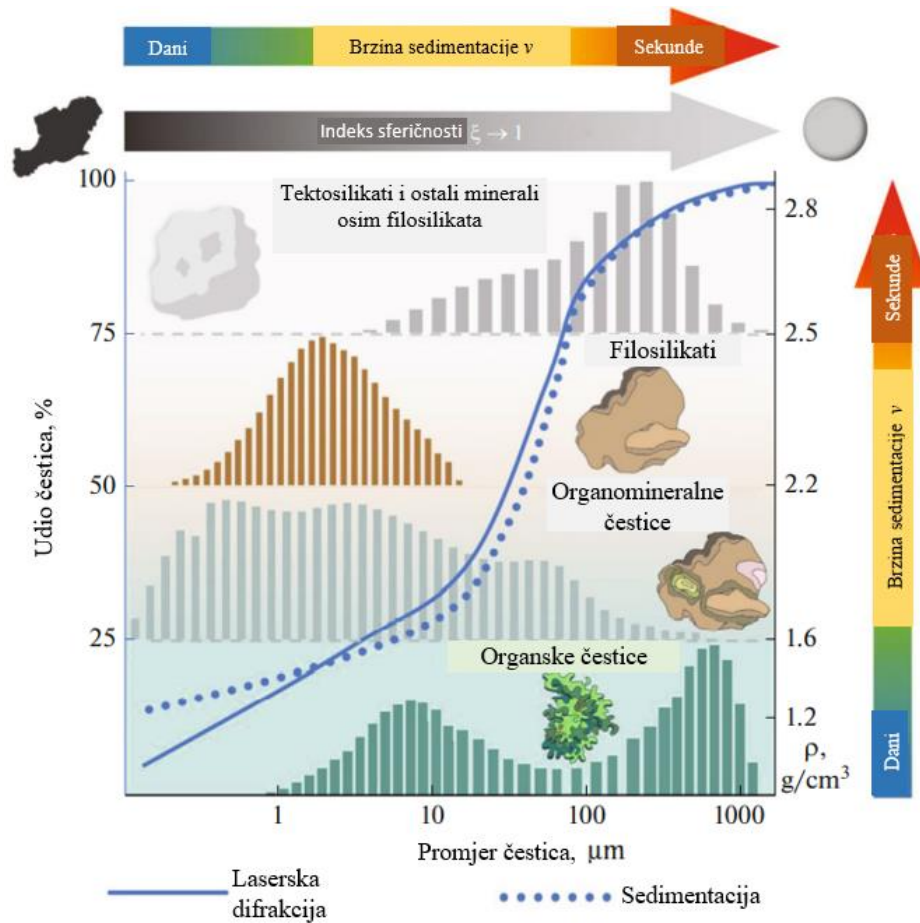 Dani
Brzina sedimentacije v
Sekunde
Indeks sferičnosti ξ → 1
100
75
50
25
Udio čestica, %
Tektosilikati i ostali minerali
osim filosilikata
Filosilikati
Organomineralne
čestice
Organske čestice
2.8
2.5
2.2
1.6
1.2
ρ,
g/cm³
Sekunde
Brzina sedimentacije v
Dani
1
10
100
1000
Promjer čestica, μm
Laserska
difrakcija
Sedimentacija